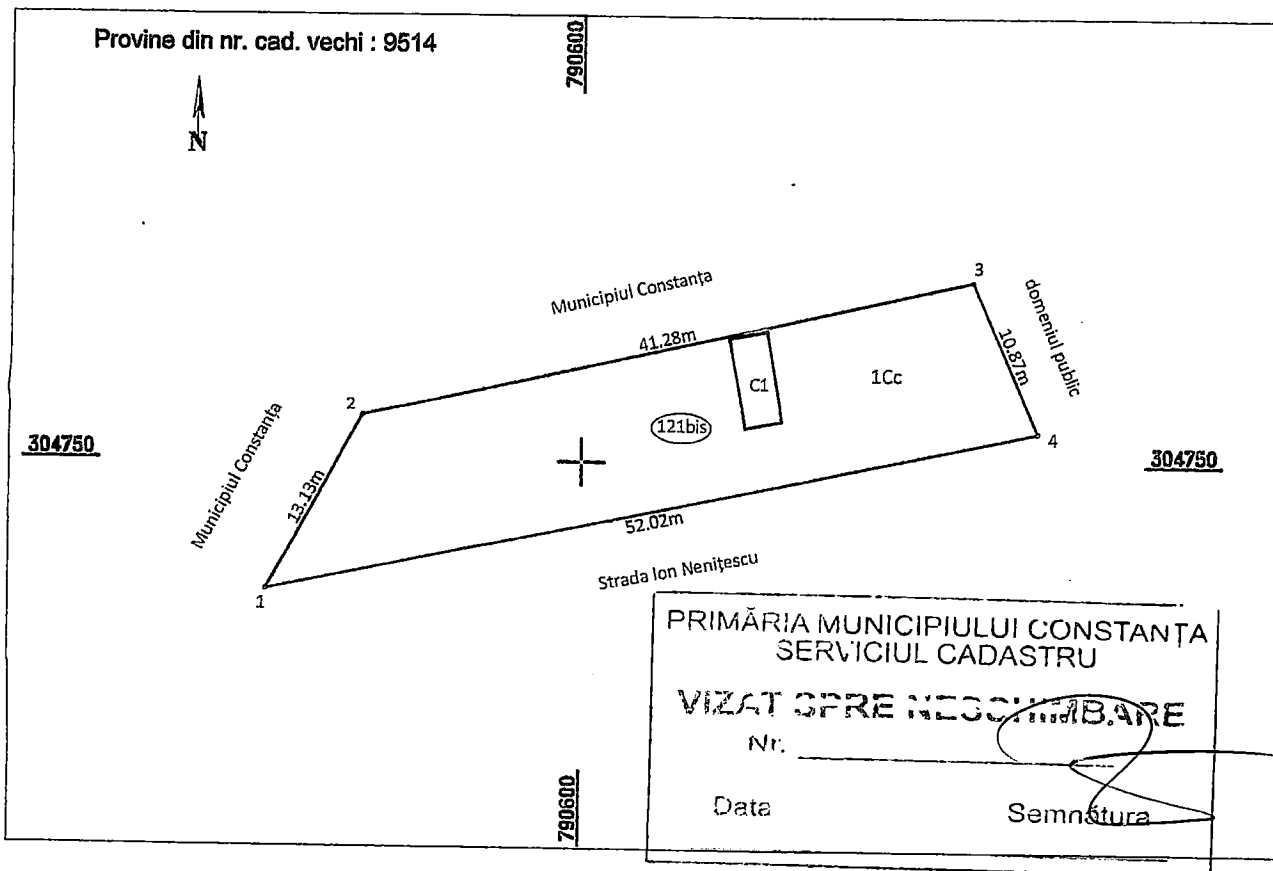 Provine din nr. cad. vechi : 9514
790600
N
3
Municipiul Constanța
domeniul public
41.28m
10.87m
C1
1Cc
2
121bis
4
304750
304750
Municipiul Constanța
13.13m
52.02m
Strada Ion Nenițescu
1
PRIMĂRIA MUNICIPIULUI CONSTANȚA
SERVICIUL CADASTRU
VIZAT SPRE NESCHIMBARE
Nr.
790600
Data
Semnătura